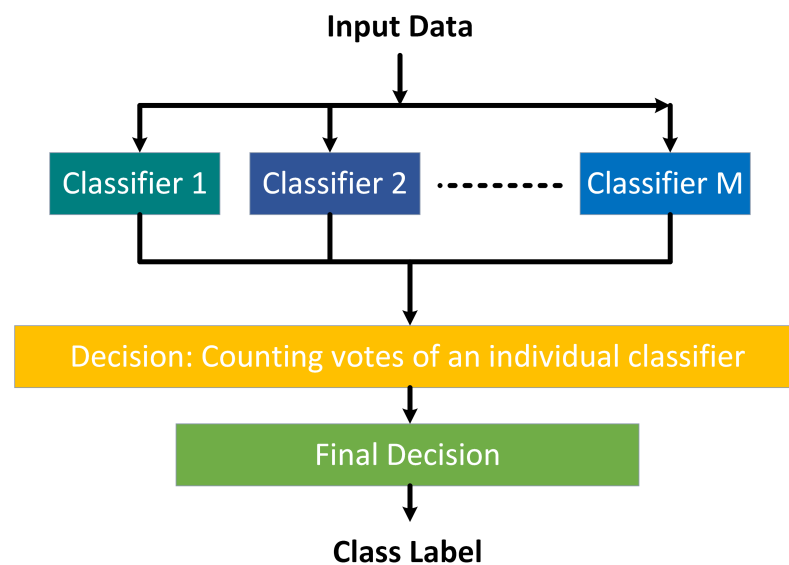 Input Data
Classifier 1
Classifier 2
Classifier M
Decision: Counting votes of an individual classifier
Final Decision
Class Label